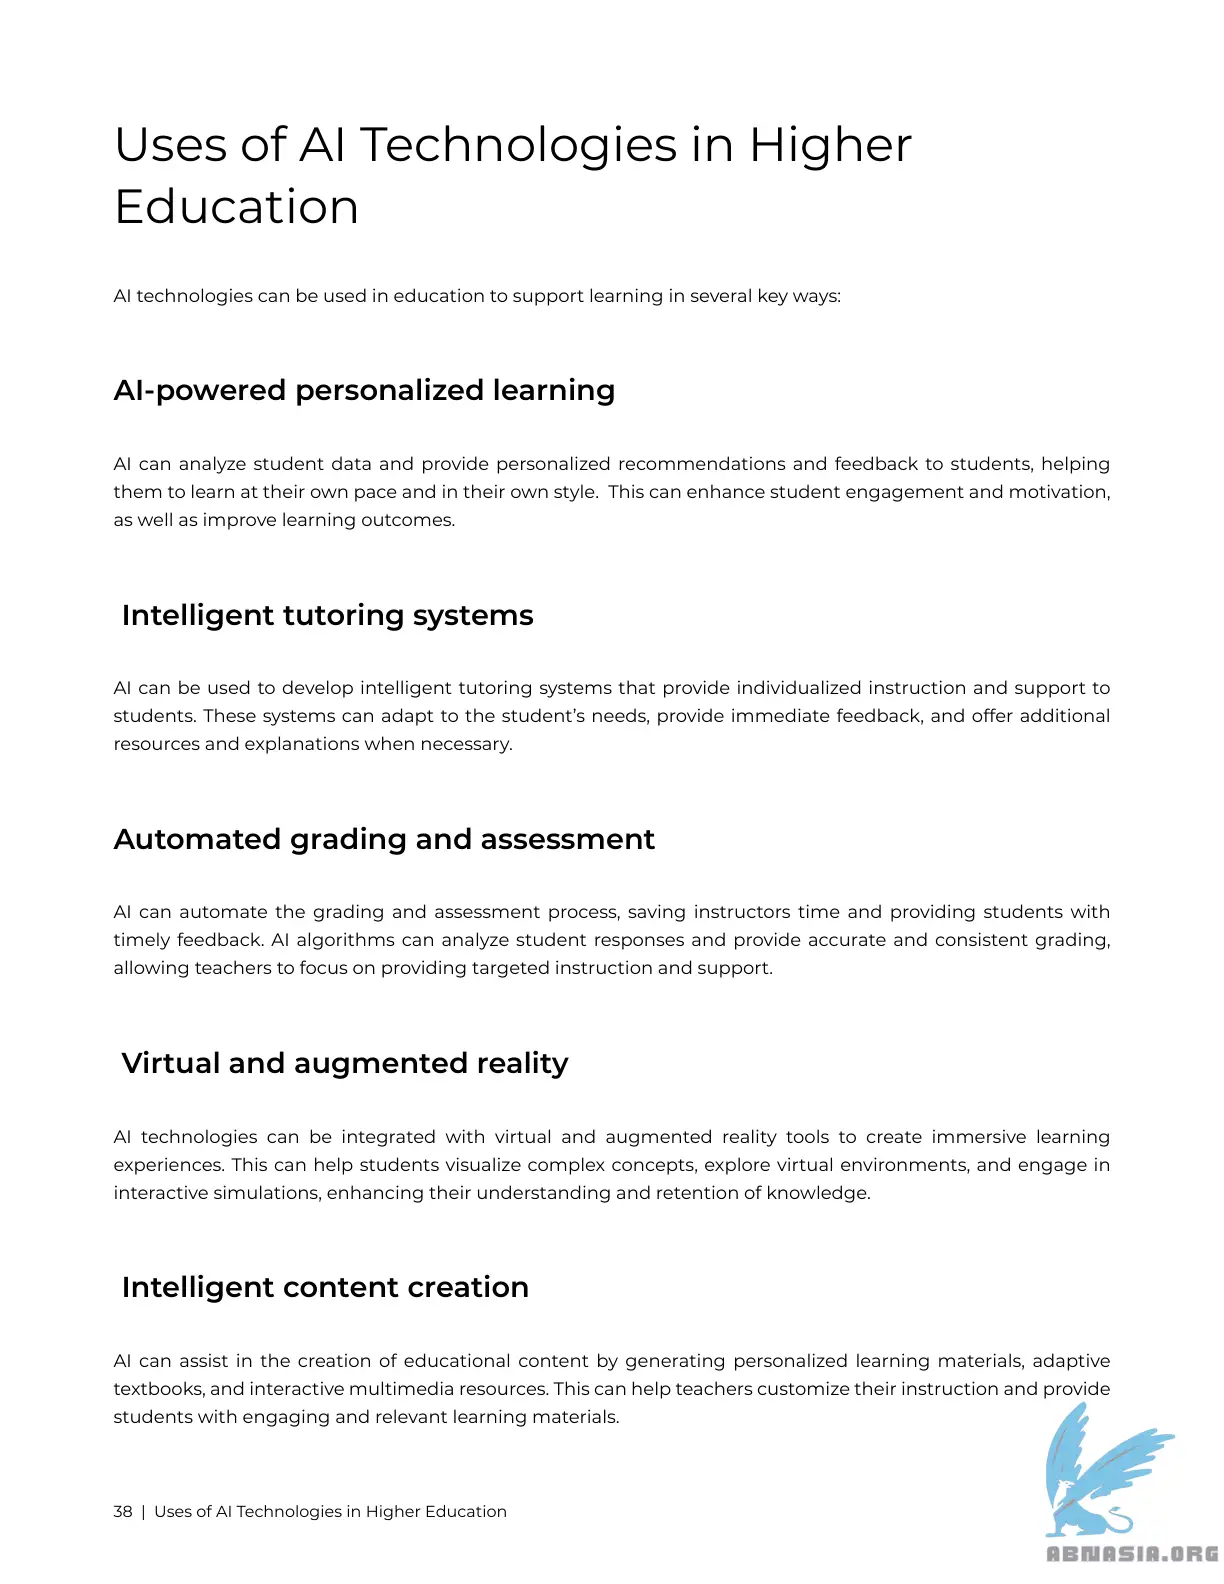 Uses of AI Technologies in Higher
Education
AI technologies can be used in education to support learning in several key ways:
AI-powered personalized learning
AI can analyze student data and provide personalized recommendations and feedback to students, helping
them to learn at their own pace and in their own style.  This can enhance student engagement and motivation,
as well as improve learning outcomes.
Intelligent tutoring systems
AI can be used to develop intelligent tutoring systems that provide individualized instruction and support to
students. These systems can adapt to the student’s needs, provide immediate feedback, and offer additional
resources and explanations when necessary.
Automated grading and assessment
AI can automate the grading and assessment process, saving instructors time and providing students with
timely feedback. AI algorithms can analyze student responses and provide accurate and consistent grading,
allowing teachers to focus on providing targeted instruction and support.
Virtual and augmented reality
AI technologies can be integrated with virtual and augmented reality tools to create immersive learning
experiences. This can help students visualize complex concepts, explore virtual environments, and engage in
interactive simulations, enhancing their understanding and retention of knowledge.
Intelligent content creation
AI can assist in the creation of educational content by generating personalized learning materials, adaptive
textbooks, and interactive multimedia resources. This can help teachers customize their instruction and provide
students with engaging and relevant learning materials.
38 | Uses of AI Technologies in Higher Education
ABNASIA.ORG